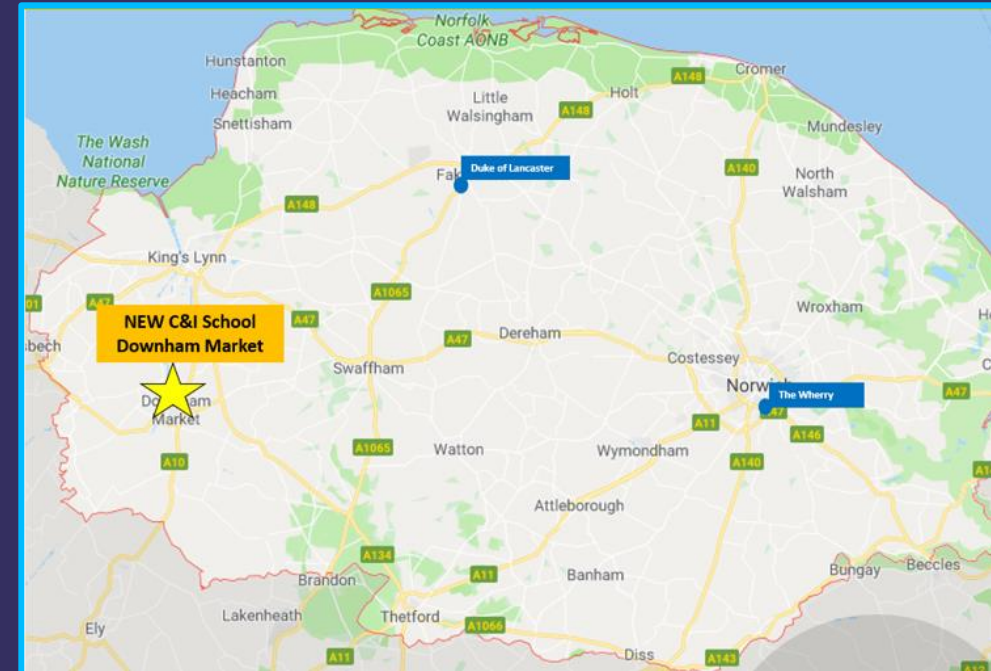 Norfolk
Coast AONB
Hunstanton
Cromer
A148
Heacham
Little
Walsingham
Holt
A148
Snettisham
Mundesley
The Wash
National
Nature Reserve
Duke of Lancaster
A140
North
Walsham
A148
King's Lynn
A1065
A47
Wroxham
NEW C&I School
Downham Market
A47
A47
Dereham
Swaffham
Costessey
Market
The Wherry
A47
A11
A146
A10
A1065
Watton
Wymondham
A140
Attleborough
A134
Brandon
A11
Banham
Bungay
Beccles
Lakenheath
Thetford
A1066
Ely
A11
Diss
A143